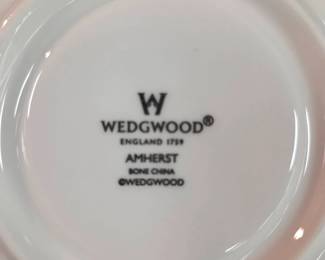 W
WEDGWOOD®
ENGLAND 1759
AMHERST
BONE CHINA
©WEDGWOOD